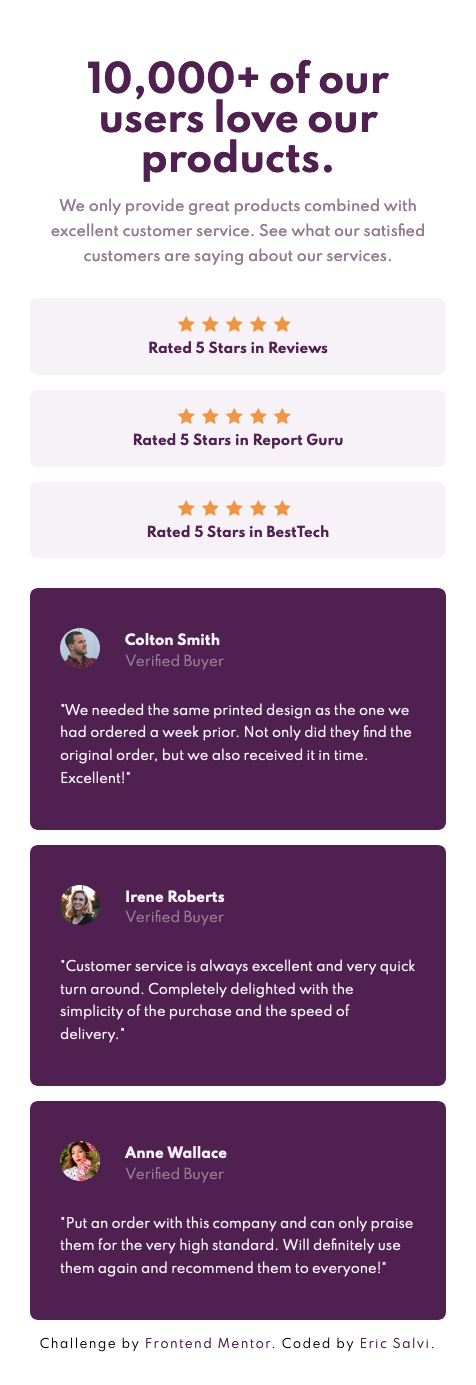 10,000+ of our
users love our
products.
We only provide great products combined with
excellent customer service. See what our satisfied
customers are saying about our services.
Rated 5 Stars in Reviews
Rated 5 Stars in Report Guru
Rated 5 Stars in BestTech
Colton Smith
Verified Buyer
"We needed the same printed design as the one we
had ordered a week prior. Not only did they find the
original order, but we also received it in time.
Excellent!"
Irene Roberts
Verified Buyer
"Customer service is always excellent and very quick
turn around. Completely delighted with the
simplicity of the purchase and the speed of
delivery."
Anne Wallace
Verified Buyer
"Put an order with this company and can only praise
them for the very high standard. Will definitely use
them again and recommend them to everyone!"
Challenge by Frontend Mentor. Coded by Eric Salvi.